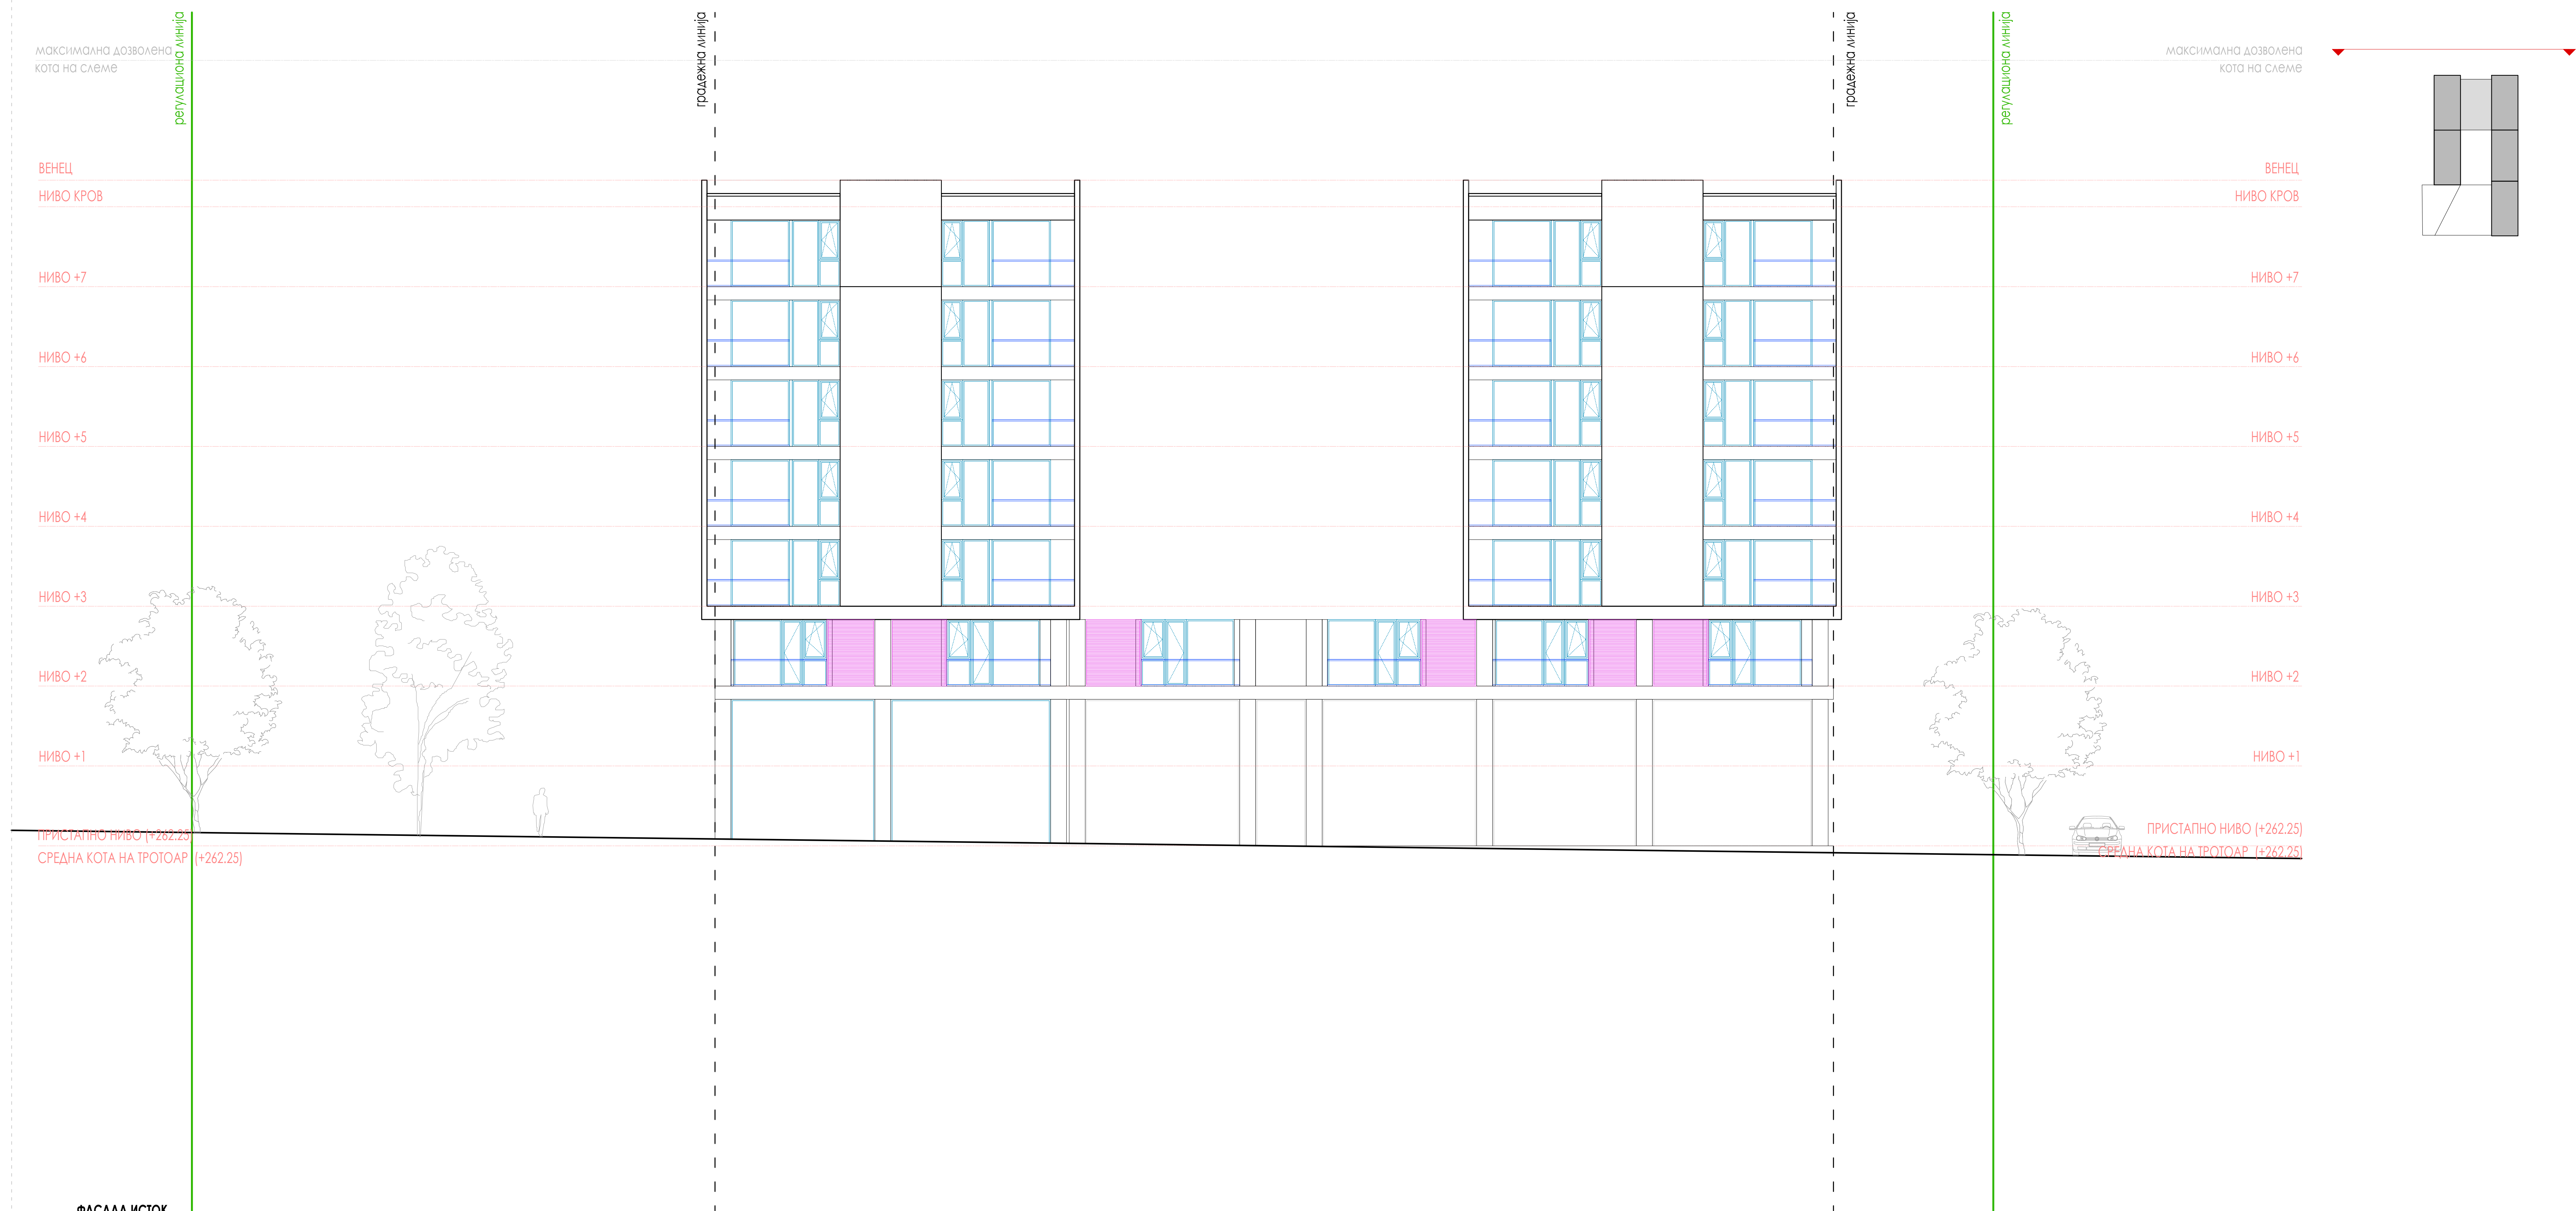 регулациона линија
градежна линија
градежна линија
регулациона линија
максимална дозволена
кота на слеме
максимална дозволена
кота на слеме
ВЕНЕЦ
ВЕНЕЦ
НИВО КРОВ
НИВО КРОВ
НИВО +7
НИВО +7
НИВО +6
НИВО +6
НИВО +5
НИВО +5
НИВО +4
НИВО +4
НИВО +3
НИВО +3
НИВО +2
НИВО +2
НИВО +1
НИВО +1
ПРИСТАПНО НИВО (+262.25)
ПРИСТАПНО НИВО (+262.25)
СРЕДНА КОТА НА ТРОТОАР (+262.25)
СРЕДНА КОТА НА ТРОТОАР (+262.25)
ФАСАДА ИСТОК